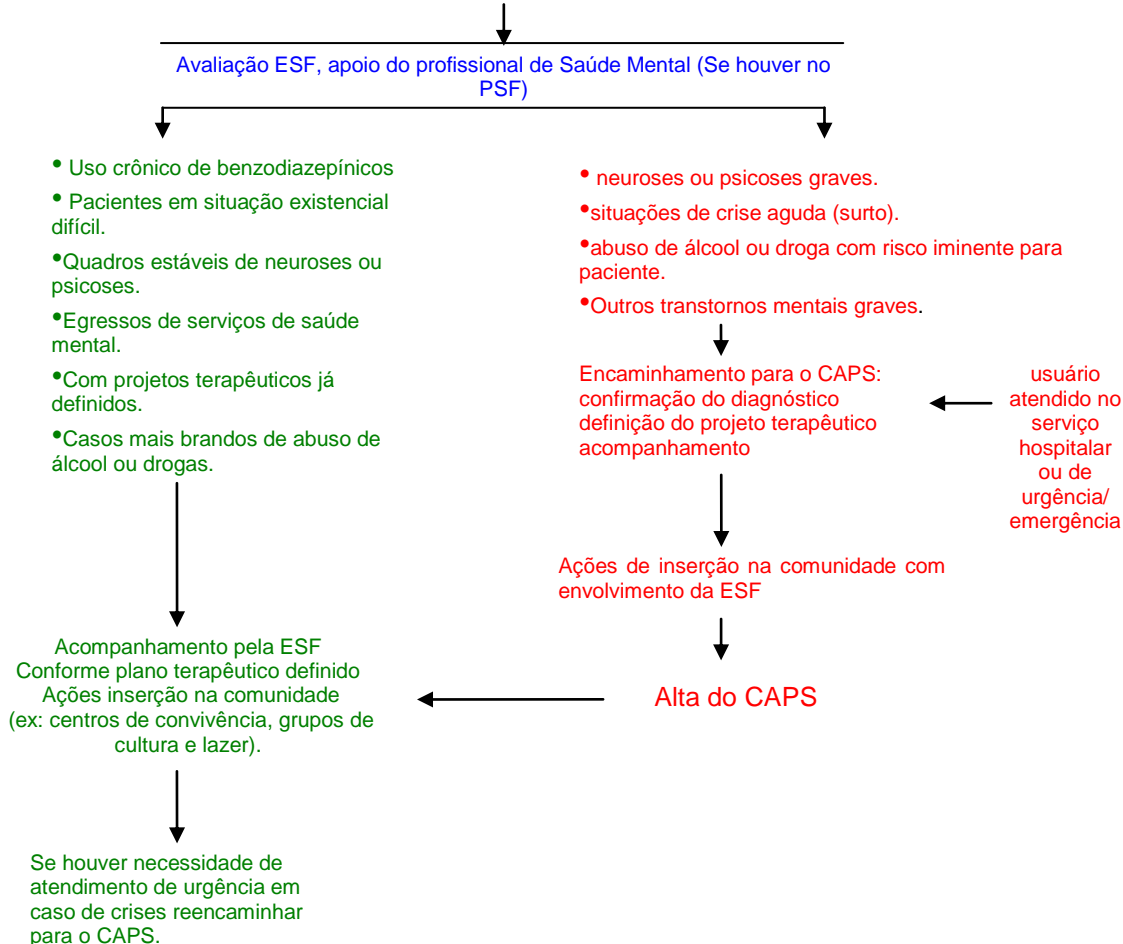 Avaliação ESF, apoio do profissional de Saúde Mental (Se houver no
PSF)
• Uso crônico de benzodiazepínicos
• Pacientes em situação existencial
difícil.
•Quadros estáveis de neuroses ou
psicoses.
•Egressos de serviços de saúde
mental.
•Com projetos terapêuticos já
definidos.
•Casos mais brandos de abuso de
álcool ou drogas.
• neuroses ou psicoses graves.
•situações de crise aguda (surto).
•abuso de álcool ou droga com risco iminente para
paciente.
•Outros transtornos mentais graves.
Encaminhamento para o CAPS:
confirmação do diagnóstico
definição do projeto terapêutico
acompanhamento
usuário
atendido no
serviço
hospitalar
ou de
urgência/
emergência
Ações de inserção na comunidade com
envolvimento da ESF
Alta do CAPS
Acompanhamento pela ESF
Conforme plano terapêutico definido
Ações inserção na comunidade
(ex: centros de convivência, grupos de
cultura e lazer).
Se houver necessidade de
atendimento de urgência em
caso de crises reencaminhar
para o CAPS.